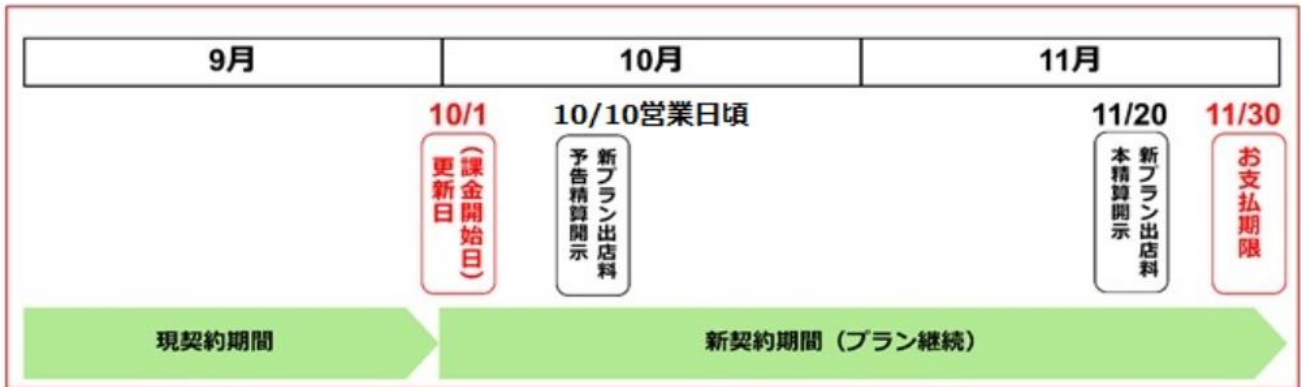 9月
10月
11月
10/1
10/10営業日頃
11/20
11/30
(課金開始日)
更新日
新プラン出店料
予告精算開示
新プラン出店料
本精算開示
お支払期限
現契約期間
新契約期間（プラン継続）